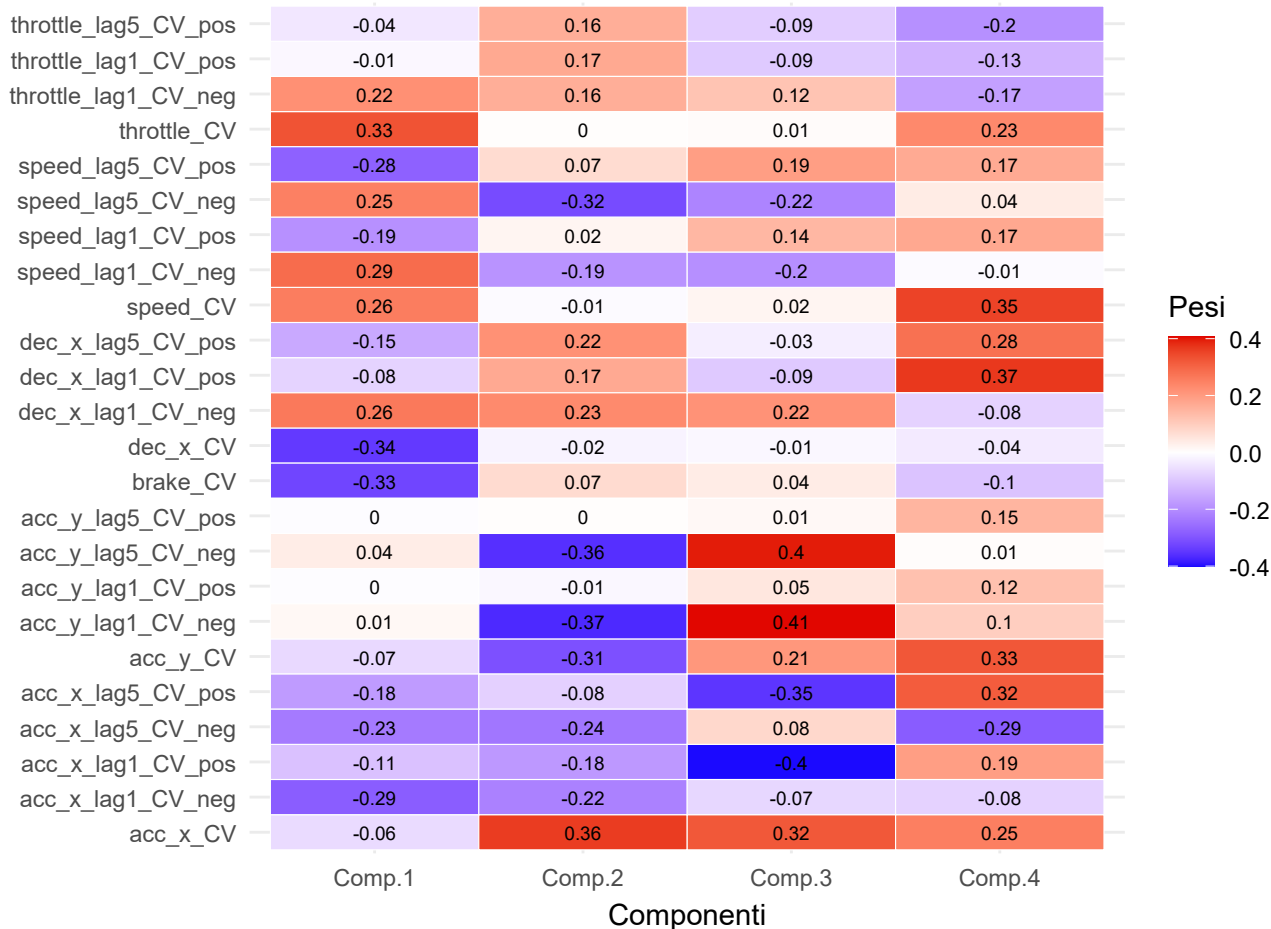 throttle_lag5_CV_pos -0.04 0.16 -0.09 -0.2
throttle_lag1_CV_pos -0.01 0.17 -0.09 -0.13
throttle_lag1_CV_neg 0.22 0.16 0.12 -0.17
throttle_CV 0.33 0 0.01 0.23
speed_lag5_CV_pos -0.28 0.07 0.19 0.17
speed_lag5_CV_neg 0.25 -0.32 -0.22 0.04
speed_lag1_CV_pos -0.19 0.02 0.14 0.17
speed_lag1_CV_neg 0.29 -0.19 -0.2 -0.01
speed_CV 0.26 -0.01 0.02 0.35
dec_x_lag5_CV_pos -0.15 0.22 -0.03 0.28
dec_x_lag1_CV_pos -0.08 0.17 -0.09 0.37
dec_x_lag1_CV_neg 0.26 0.23 0.22 -0.08
dec_x_CV -0.34 -0.02 -0.01 -0.04
brake_CV -0.33 0.07 0.04 -0.1
acc_y_lag5_CV_pos 0 0 0.01 0.15
acc_y_lag5_CV_neg 0.04 -0.36 0.4 0.01
acc_y_lag1_CV_pos 0 -0.01 0.05 0.12
acc_y_lag1_CV_neg 0.01 -0.37 0.41 0.1
acc_y_CV -0.07 -0.31 0.21 0.33
acc_x_lag5_CV_pos -0.18 -0.08 -0.35 0.32
acc_x_lag5_CV_neg -0.23 -0.24 0.08 -0.29
acc_x_lag1_CV_pos -0.11 -0.18 -0.4 0.19
acc_x_lag1_CV_neg -0.29 -0.22 -0.07 -0.08
acc_x_CV -0.06 0.36 0.32 0.25
Comp.1 Comp.2 Comp.3 Comp.4
Componenti
Pesi
0.4
0.2
0.0
-0.2
-0.4